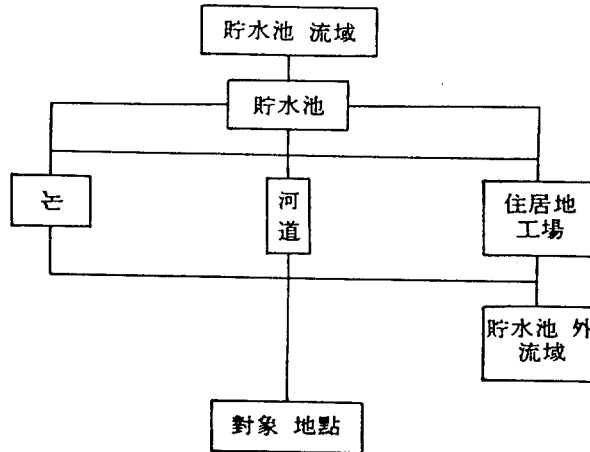 貯水池 流域
貯水池
논
河
道
住居地
工場
貯水池 外
流域
對象 地點